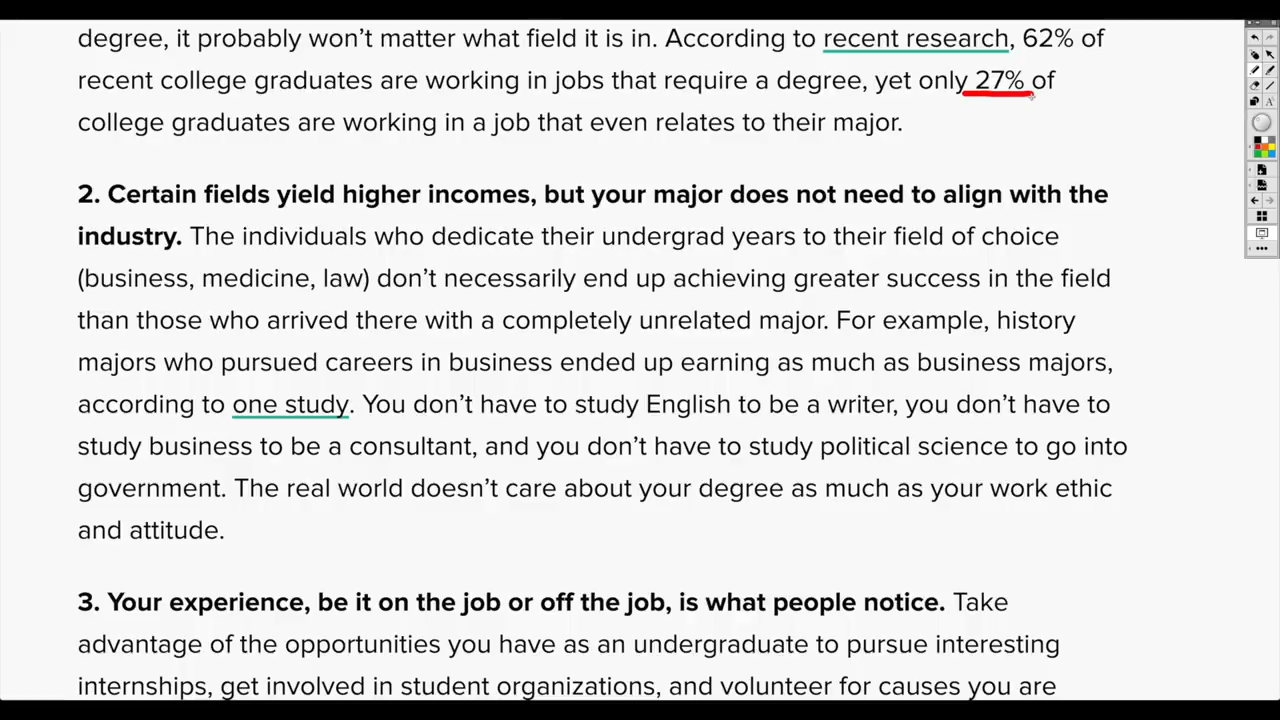 degree, it probably won’t matter what field it is in. According to recent research, 62% of
recent college graduates are working in jobs that require a degree, yet only 27% of
college graduates are working in a job that even relates to their major.
2. Certain fields yield higher incomes, but your major does not need to align with the
industry. The individuals who dedicate their undergrad years to their field of choice
(business, medicine, law) don’t necessarily end up achieving greater success in the field
than those who arrived there with a completely unrelated major. For example, history
majors who pursued careers in business ended up earning as much as business majors,
according to one study. You don’t have to study English to be a writer, you don’t have to
study business to be a consultant, and you don’t have to study political science to go into
government. The real world doesn’t care about your degree as much as your work ethic
and attitude.
3. Your experience, be it on the job or off the job, is what people notice. Take
advantage of the opportunities you have as an undergraduate to pursue interesting
internships, get involved in student organizations, and volunteer for causes you are